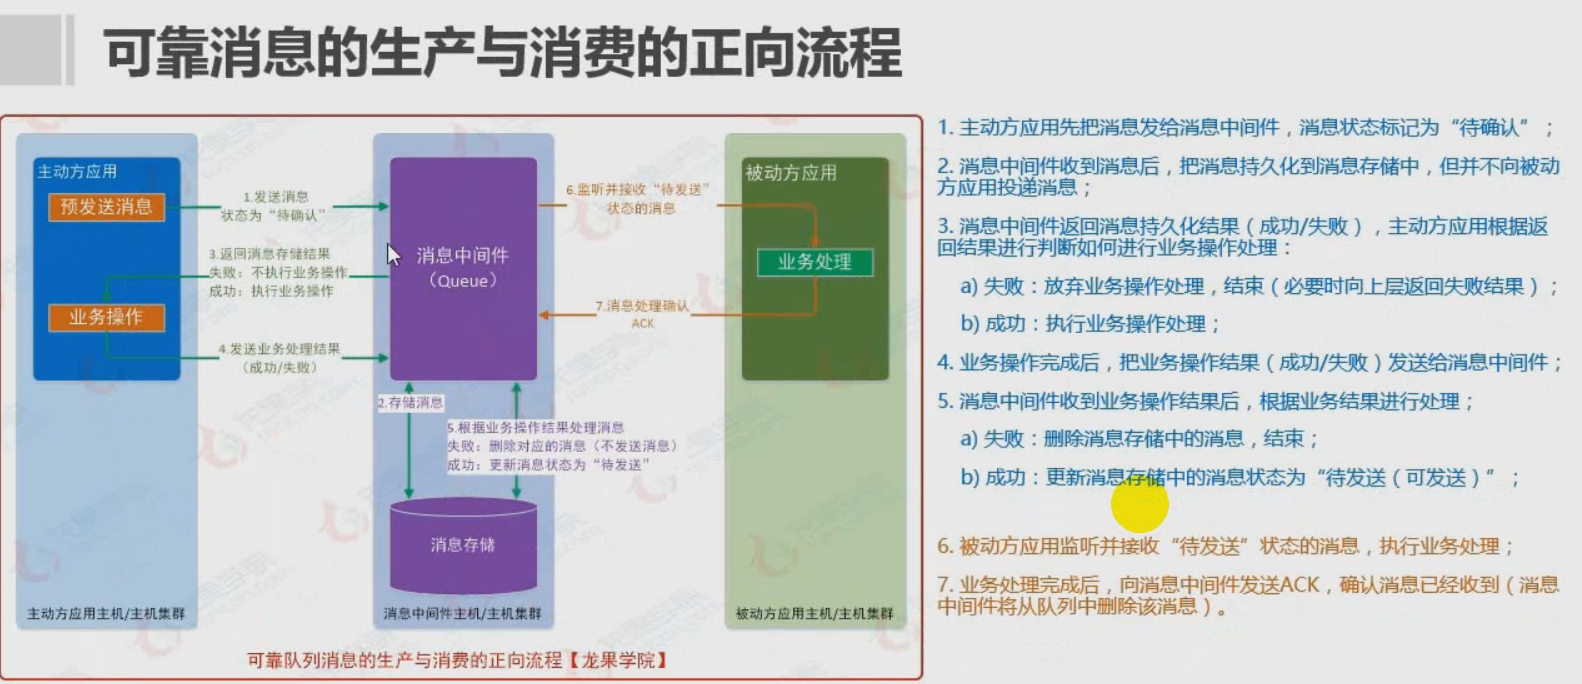 可靠消息的生产与消费的正向流程
主动方应用
预发送消息
业务操作
主动方应用主机/主机集群
1.发送消息
状态为“待确认”
3.返回消息存储结果
失败：不执行业务操作
成功：执行业务操作
4.发送业务处理结果
（成功/失败）
消息中间件
（Queue）
2.存储消息
5.根据业务操作结果处理消息
失败：删除对应的消息（不发送消息）
成功：更新消息状态为“待发送”
消息存储
消息中间件主机/主机集群
6.监听并接收“待发送”
状态的消息
7.消息处理确认
ACK
被动方应用
业务处理
被动方应用主机/主机集群
可靠队列消息的生产与消费的正向流程【龙果学院】
1. 主动方应用先把消息发给消息中间件，消息状态标记为“待确认”；
2. 消息中间件收到消息后，把消息持久化到消息存储中，但并不向被动
方应用投递消息；
3. 消息中间件返回消息持久化结果（成功/失败），主动方应用根据返
回结果进行判断如何进行业务操作处理：
a) 失败：放弃业务操作处理，结束（必要时向上层返回失败结果）；
b) 成功：执行业务操作处理；
4. 业务操作完成后，把业务操作结果（成功/失败）发送给消息中间件；
5. 消息中间件收到业务操作结果后，根据业务结果进行处理；
a) 失败：删除消息存储中的消息，结束；
b) 成功：更新消息存储中的消息状态为“待发送（可发送）”；
6. 被动方应用监听并接收“待发送”状态的消息，执行业务处理；
7. 业务处理完成后，向消息中间件发送ACK，确认消息已经收到（消息
中间件将从队列中删除该消息）。